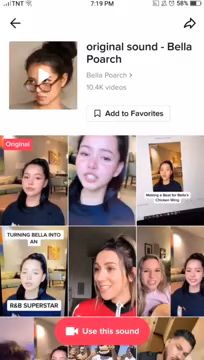 TNT
7:19 PM
58%
original sound - Bella
Poarch
Bella Poarch >
10.4K videos
Add to Favorites
Original
Making a Beat for Bella's
Chicken Wing
TURNING BELLA INTO
AN
R&B SUPERSTAR
Use this sound